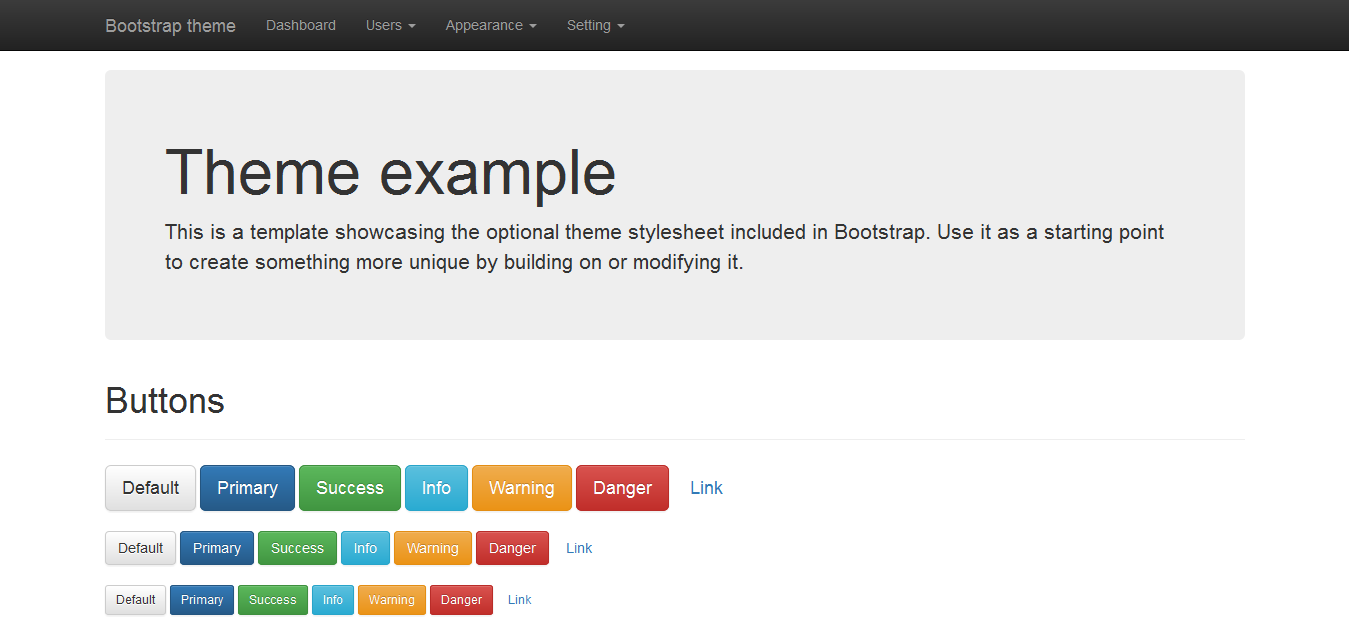 Bootstrap theme Dashboard Users Appearance Setting
Theme example
This is a template showcasing the optional theme stylesheet included in Bootstrap. Use it as a starting point
to create something more unique by building on or modifying it.
Buttons
Default Primary Success Info Warning Danger Link
Default Primary Success Info Warning Danger Link
Default Primary Success Info Warning Danger Link